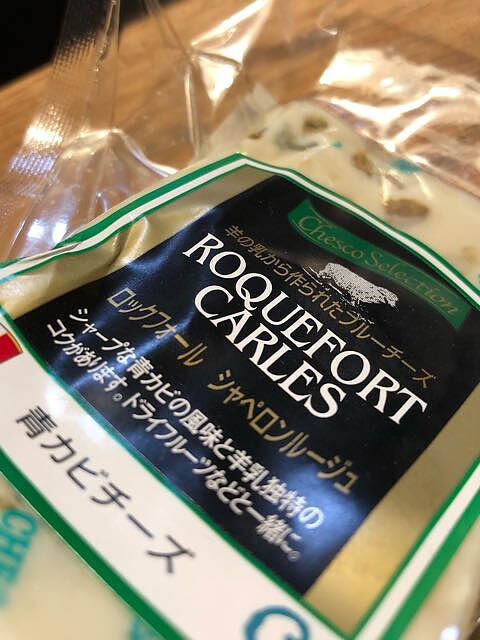 Chesco Selection
羊の乳から作られたブルーチーズ
ROQUEFORT
CARLES
ロックフォール シャペロンルージュ
シャープな青カビの風味と羊乳独特の
コクがあります。ドライフルーツなどと一緒に。
青カビチーズ
CHE